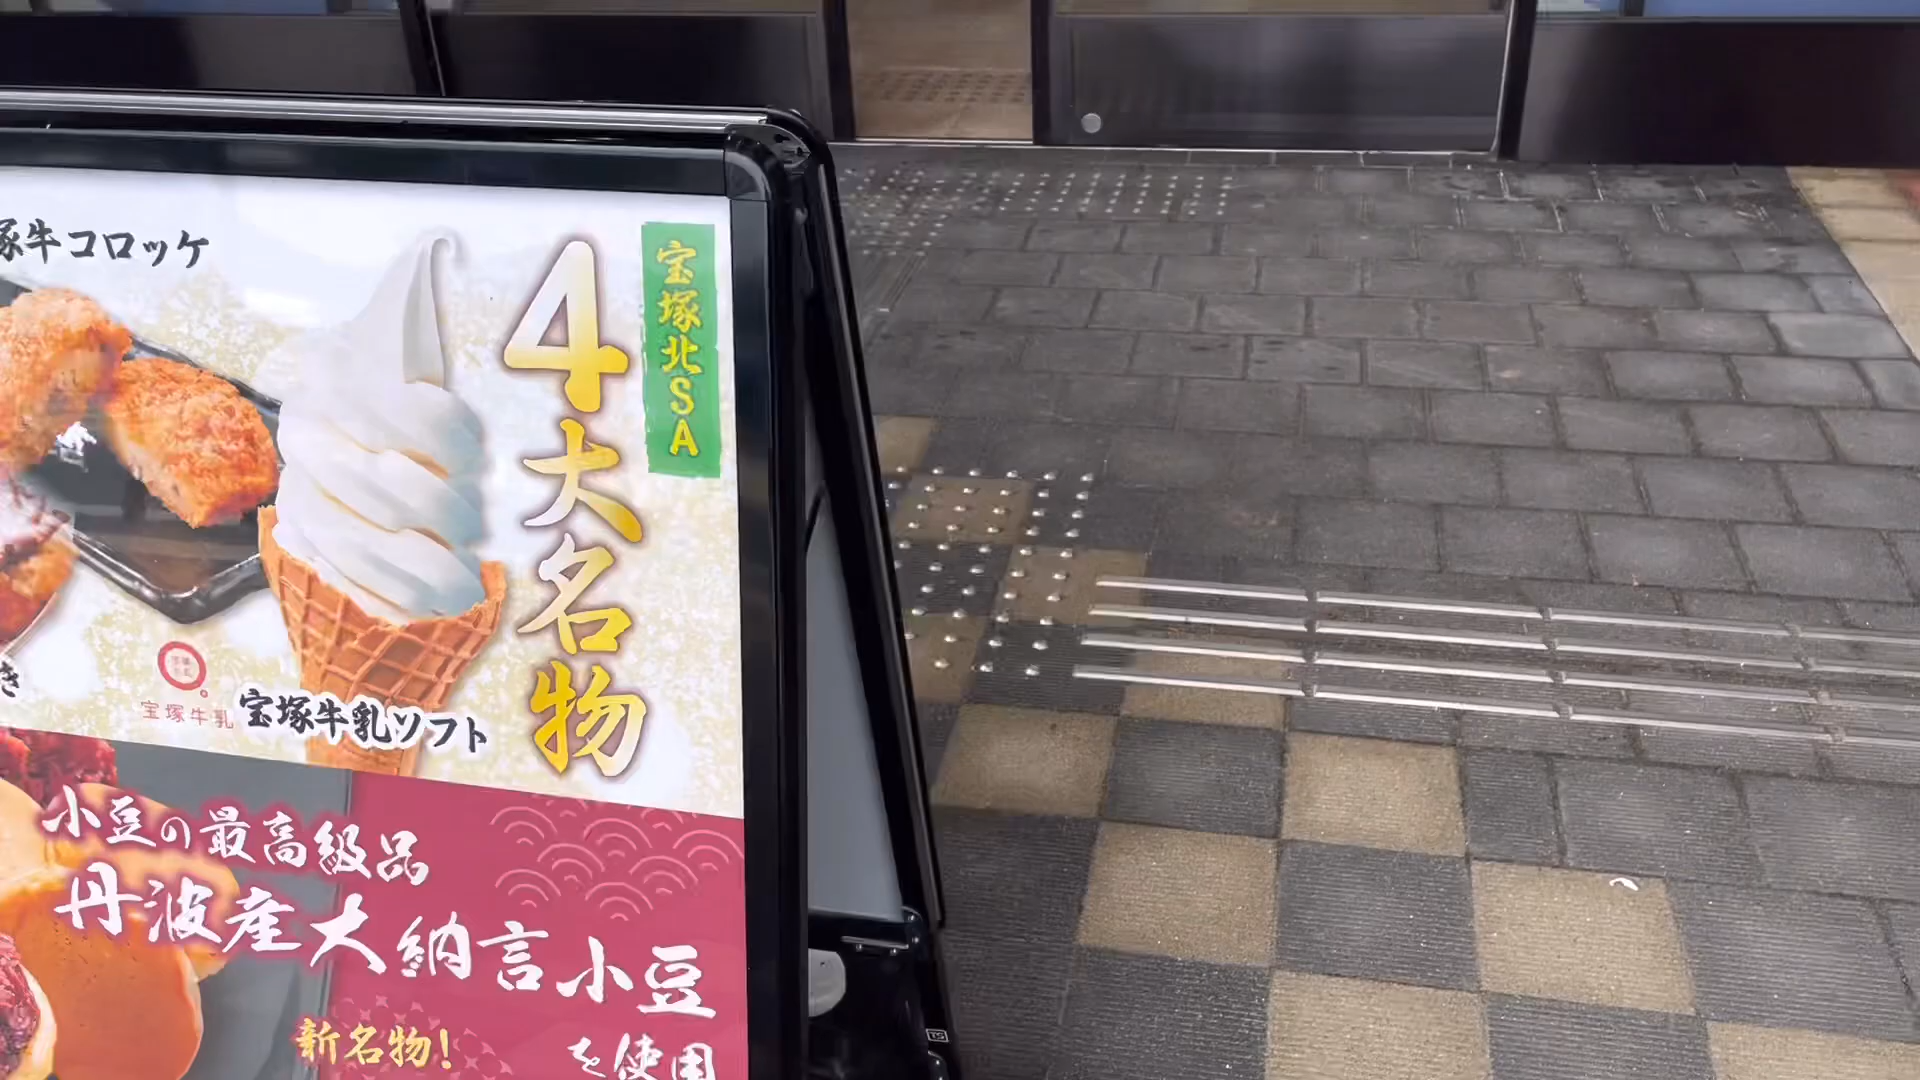 宝塚北SA
4大名物
塚牛コロッケ
き
宝塚牛乳
宝塚牛乳ソフト
小豆の最高級品
丹波産大納言小豆
を使用
新名物!
TS